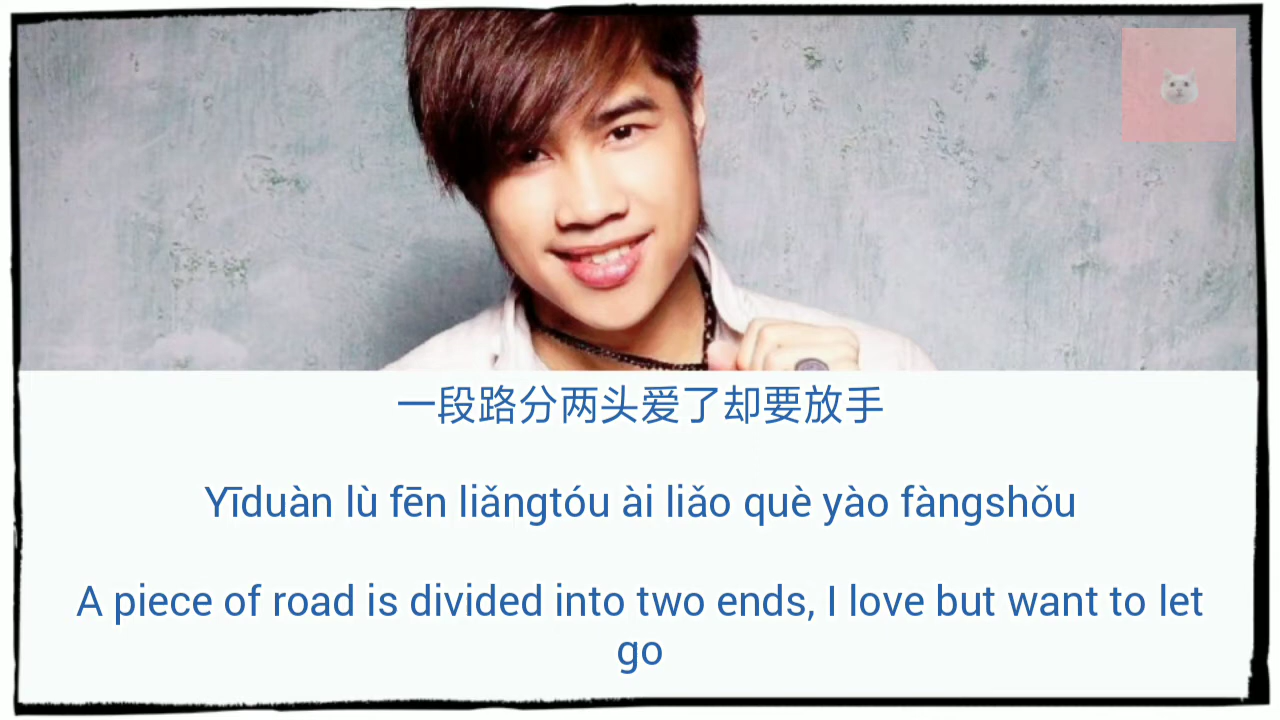 一段路分两头爱了却要放手
Yīduàn lù fēn liǎngtóu ài liǎo què yào fàngshǒu
A piece of road is divided into two ends, I love but want to let
go